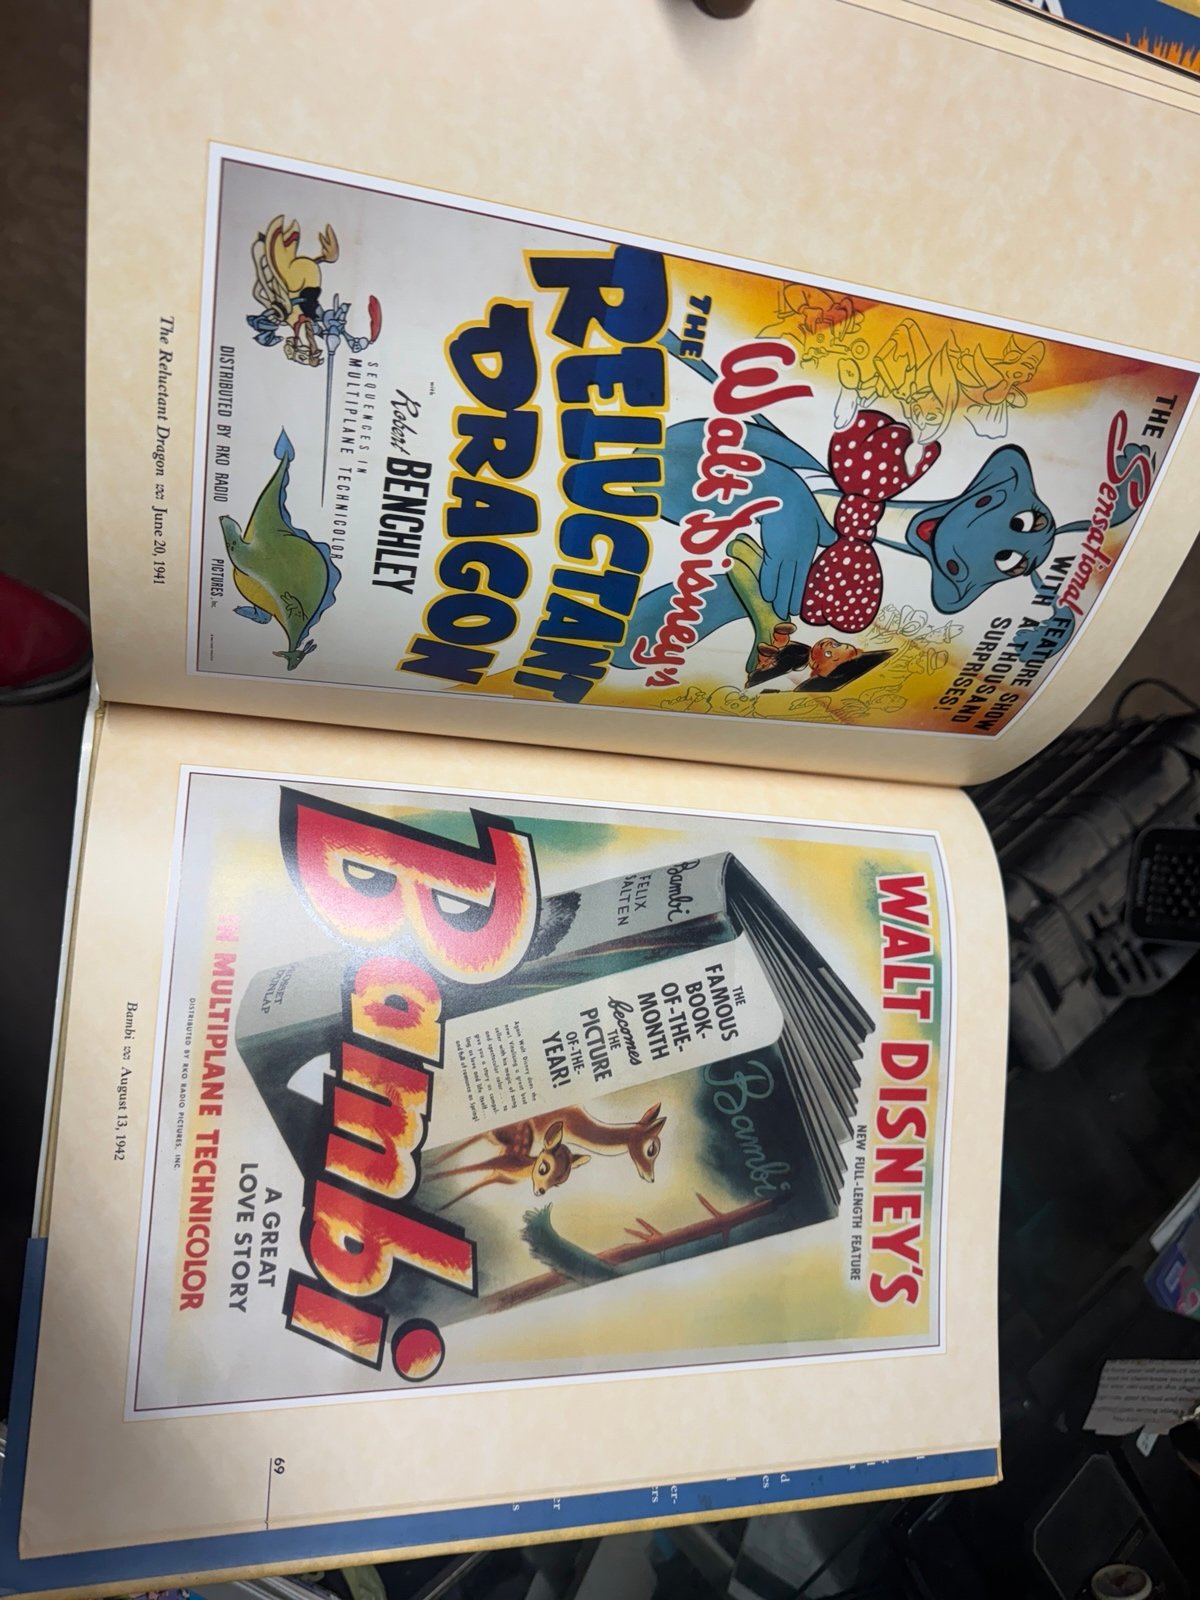 THE Sensational FEATURE SHOW
WITH A THOUSAND
SURPRISES!
Walt Disney's
THE
RELUCTANT
DRAGON
with
Robert BENCHLEY
SEQUENCES IN
MULTIPLANE TECHNICOLOR
DISTRIBUTED BY RKO RADIO PICTURES, Inc.
The Reluctant Dragon June 20, 1941
WALT DISNEY'S
NEW FULL-LENGTH FEATURE
Bambi
FELIX
SALTEN
THE
FAMOUS
BOOK-
OF-THE-
MONTH
becomes
THE
PICTURE
OF-THE-
YEAR!
Bambi
Bambi
A GREAT
LOVE STORY
IN MULTIPLANE TECHNICOLOR
DISTRIBUTED BY RKO RADIO PICTURES, INC.
Bambi August 13, 1942
69